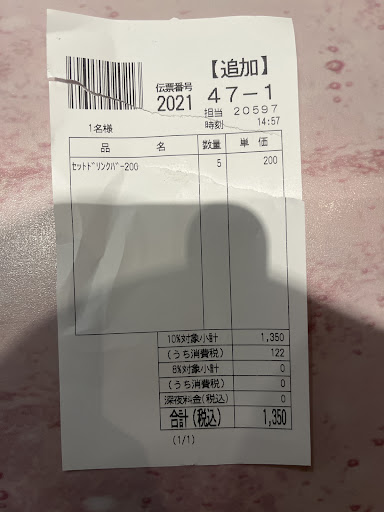 【追加】
伝票番号
2021 47-1
担当 20597
時刻 14:57
1名様
品 名 数量 単価
ｾｯﾄﾄﾞﾘﾝｸﾊﾞｰ200 5 200
10%対象小計 1,350
(うち消費税) 122
8%対象小計 0
(うち消費税) 0
深夜料金(税込) 0
合計(税込) 1,350
(1/1)